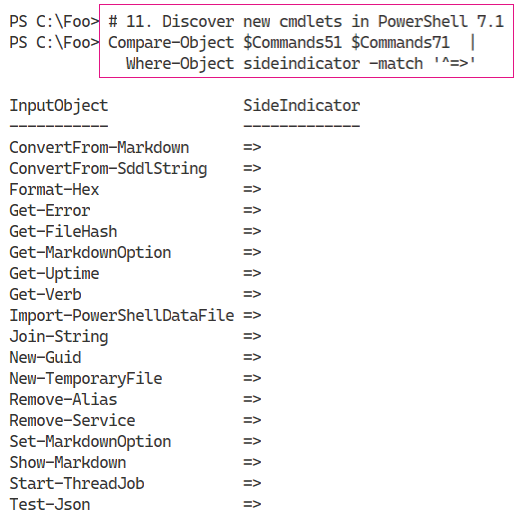 PS C:\Foo> # 11. Discover new cmdlets in PowerShell 7.1
PS C:\Foo> Compare-Object $Commands51 $Commands71 |
Where-Object sideindicator -match '^=>'
InputObject SideIndicator
----------- -------------
ConvertFrom-Markdown =>
ConvertFrom-SddlString =>
Format-Hex =>
Get-Error =>
Get-FileHash =>
Get-MarkdownOption =>
Get-Uptime =>
Get-Verb =>
Import-PowerShellDataFile =>
Join-String =>
New-Guid =>
New-TemporaryFile =>
Remove-Alias =>
Remove-Service =>
Set-MarkdownOption =>
Show-Markdown =>
Start-ThreadJob =>
Test-Json =>